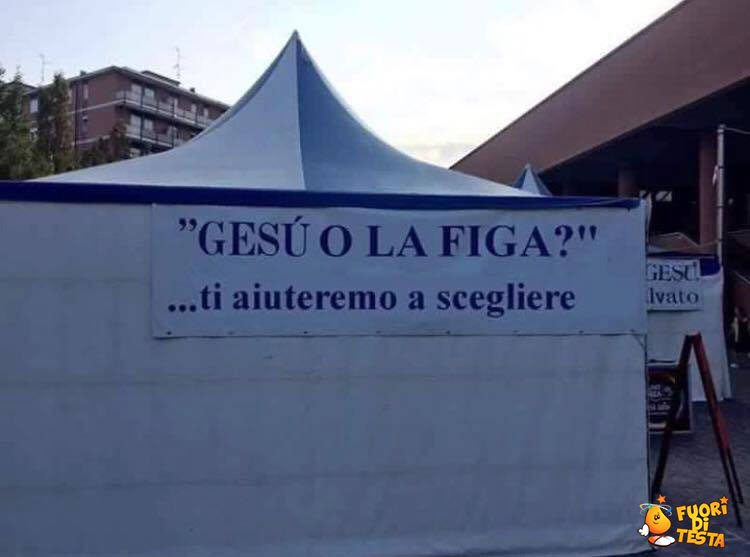 "GESÚ O LA FIGA?"
...ti aiuteremo a scegliere
GESÙ
lvato
FUORI
DI
TESTA